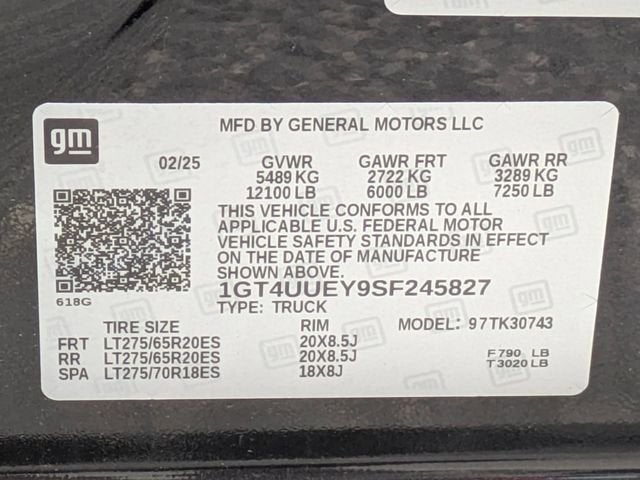 gm
MFD BY GENERAL MOTORS LLC
02/25 GVWR GAWR FRT GAWR RR
5489 KG 2722 KG 3289 KG
12100 LB 6000 LB 7250 LB
THIS VEHICLE CONFORMS TO ALL
APPLICABLE U.S. FEDERAL MOTOR
VEHICLE SAFETY STANDARDS IN EFFECT
ON THE DATE OF MANUFACTURE
SHOWN ABOVE.
618G
1GT4UUEY9SF245827
TYPE: TRUCK
TIRE SIZE RIM MODEL: 97TK30743
FRT LT275/65R20ES 20X8.5J
RR LT275/65R20ES 20X8.5J
SPA LT275/70R18ES 18X8J
F790 LB
T3020 LB